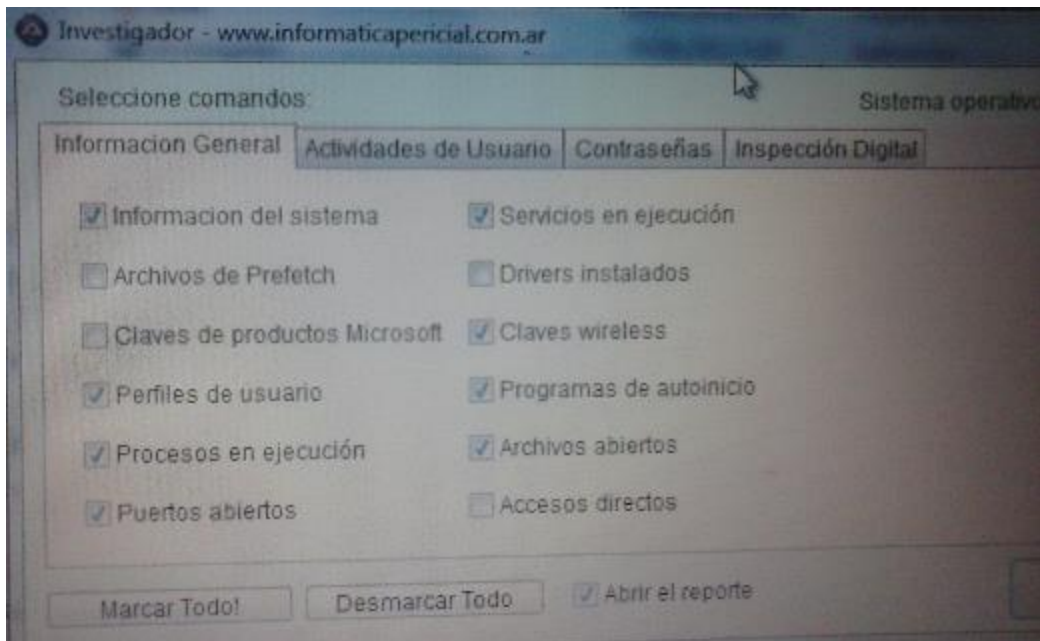 Investigador - www.informaticapericial.com.ar
Seleccione comandos:
Sistema operativo
Informacion General Actividades de Usuario Contraseñas Inspección Digital
Informacion del sistema Servicios en ejecución
Archivos de Prefetch Drivers instalados
Claves de productos Microsoft Claves wireless
Perfiles de usuario Programas de autoinicio
Procesos en ejecución Archivos abiertos
Puertos abiertos Accesos directos
Marcar Todo! Desmarcar Todo Abrir el reporte